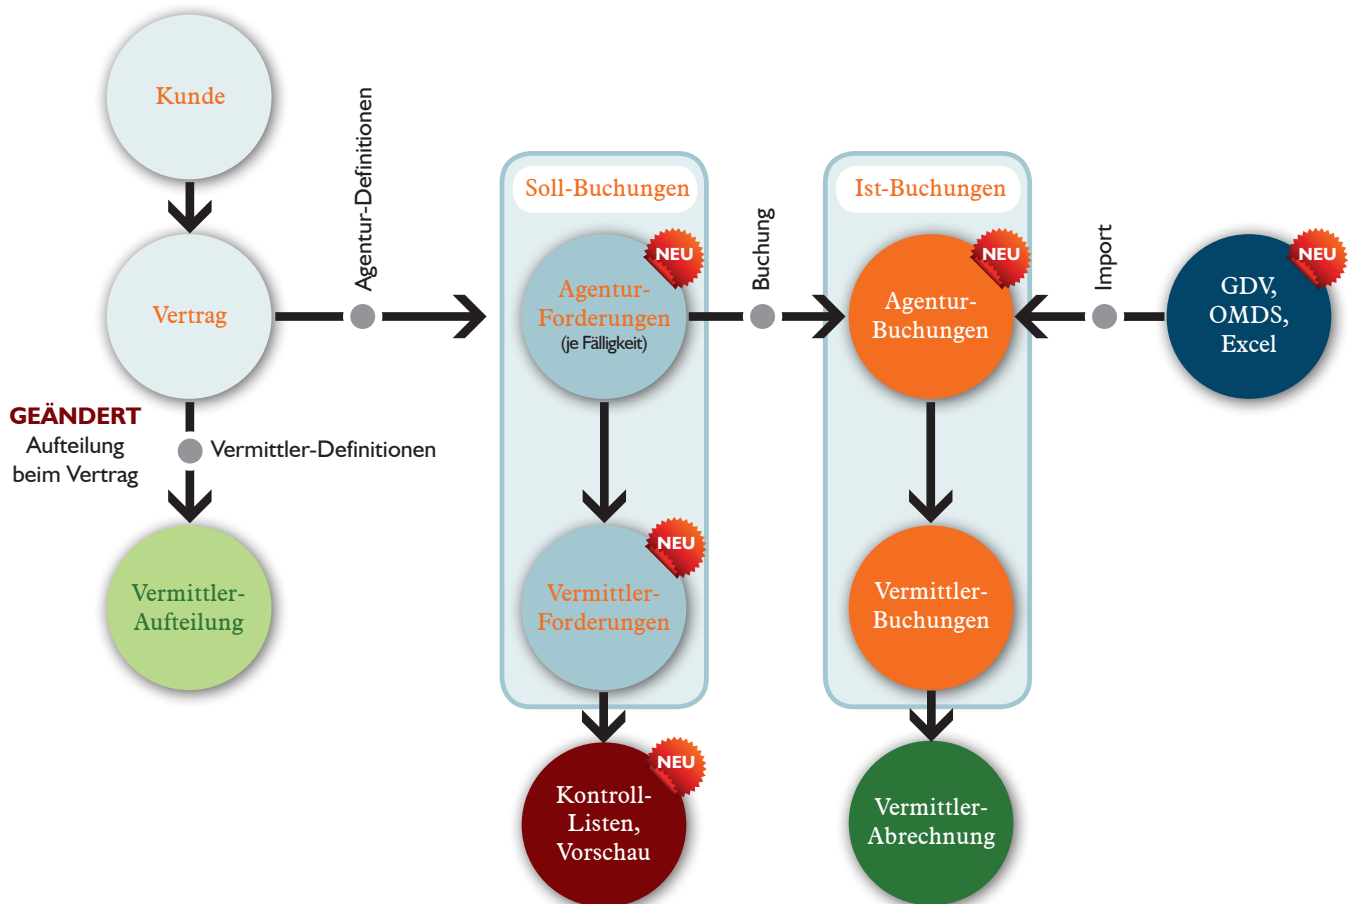 Kunde
Agentur-Definitionen
Soll-Buchungen
Ist-Buchungen
Buchung
Import
NEU
NEU
NEU
Vertrag
Agentur-
Forderungen
(je Fälligkeit)
Agentur-
Buchungen
GDV,
OMDS,
Excel
GEÄNDERT
Aufteilung
beim Vertrag
Vermittler-Definitionen
NEU
Vermittler-
Aufteilung
Vermittler-
Forderungen
Vermittler-
Buchungen
NEU
Kontroll-
Listen,
Vorschau
Vermittler-
Abrechnung